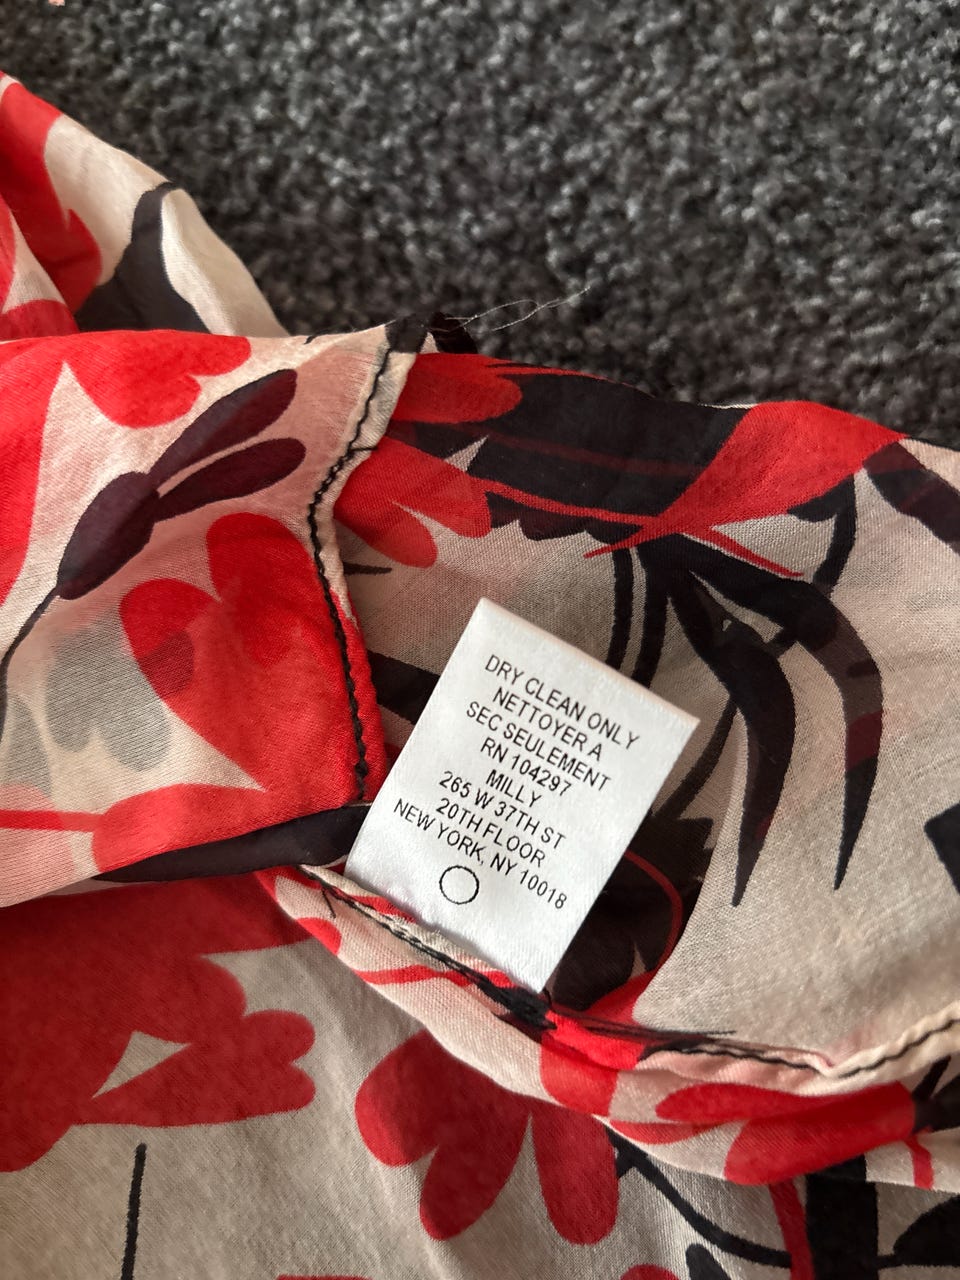 DRY CLEAN ONLY
NETTOYER A
SEC SEULEMENT
RN 104297
MILLY
265 W 37TH ST
20TH FLOOR
NEW YORK, NY 10018